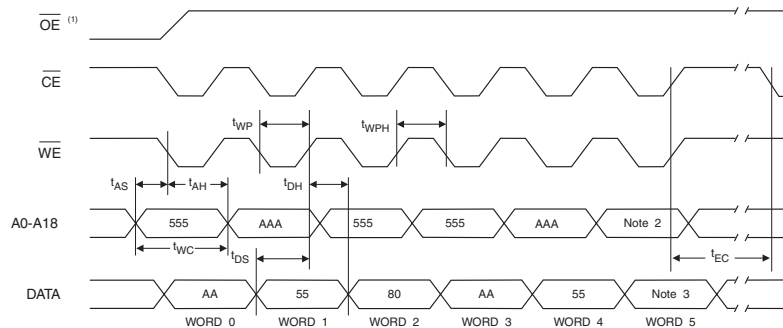 OE (1)
CE
tWP tWPH
WE
tAS tAH tDH
A0-A18 555 AAA 555 555 AAA Note 2
tWC tDS tEC
DATA AA 55 80 AA 55 Note 3
WORD 0 WORD 1 WORD 2 WORD 3 WORD 4 WORD 5